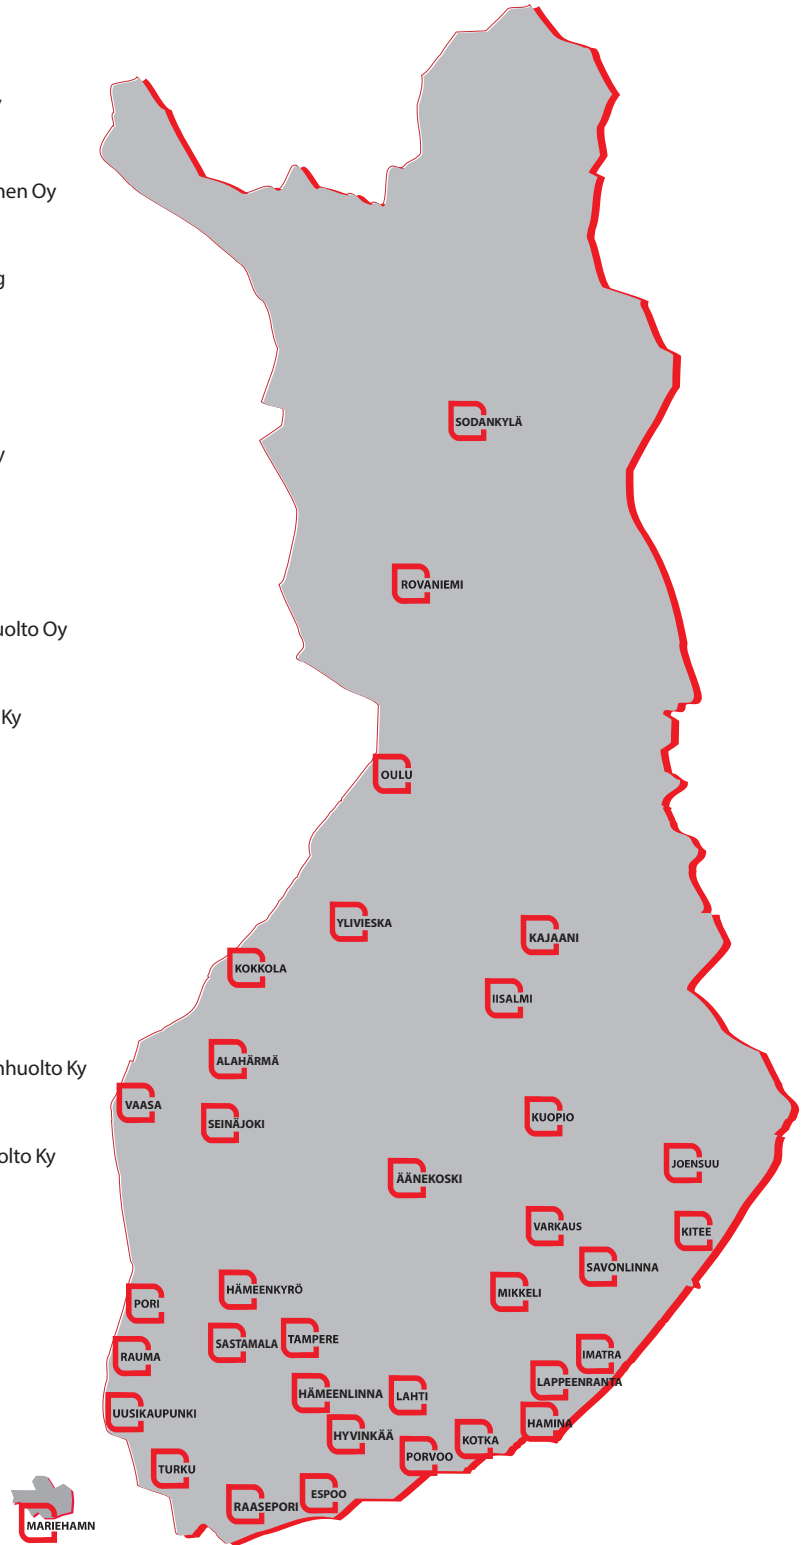 nen Oy
uolto Oy
Ky
nhuolto Ky
olto Ky
SODANKYLÄ
ROVANIEMI
OULU
YLIVIESKA
KAJAANI
KOKKOLA
IISALMI
ALAHÄRMÄ
VAASA
SEINÄJOKI
KUOPIO
JOENSUU
ÄÄNEKOSKI
VARKAUS
KITEE
SAVONLINNA
HÄMEENKYRÖ
MIKKELI
PORI
SASTAMALA
TAMPERE
RAUMA
IMATRA
LAPPEENRANTA
HÄMEENLINNA
LAHTI
UUSIKAUPUNKI
HAMINA
HYVINKÄÄ
KOTKA
PORVOO
TURKU
ESPOO
RAASEPORI
MARIEHAMN